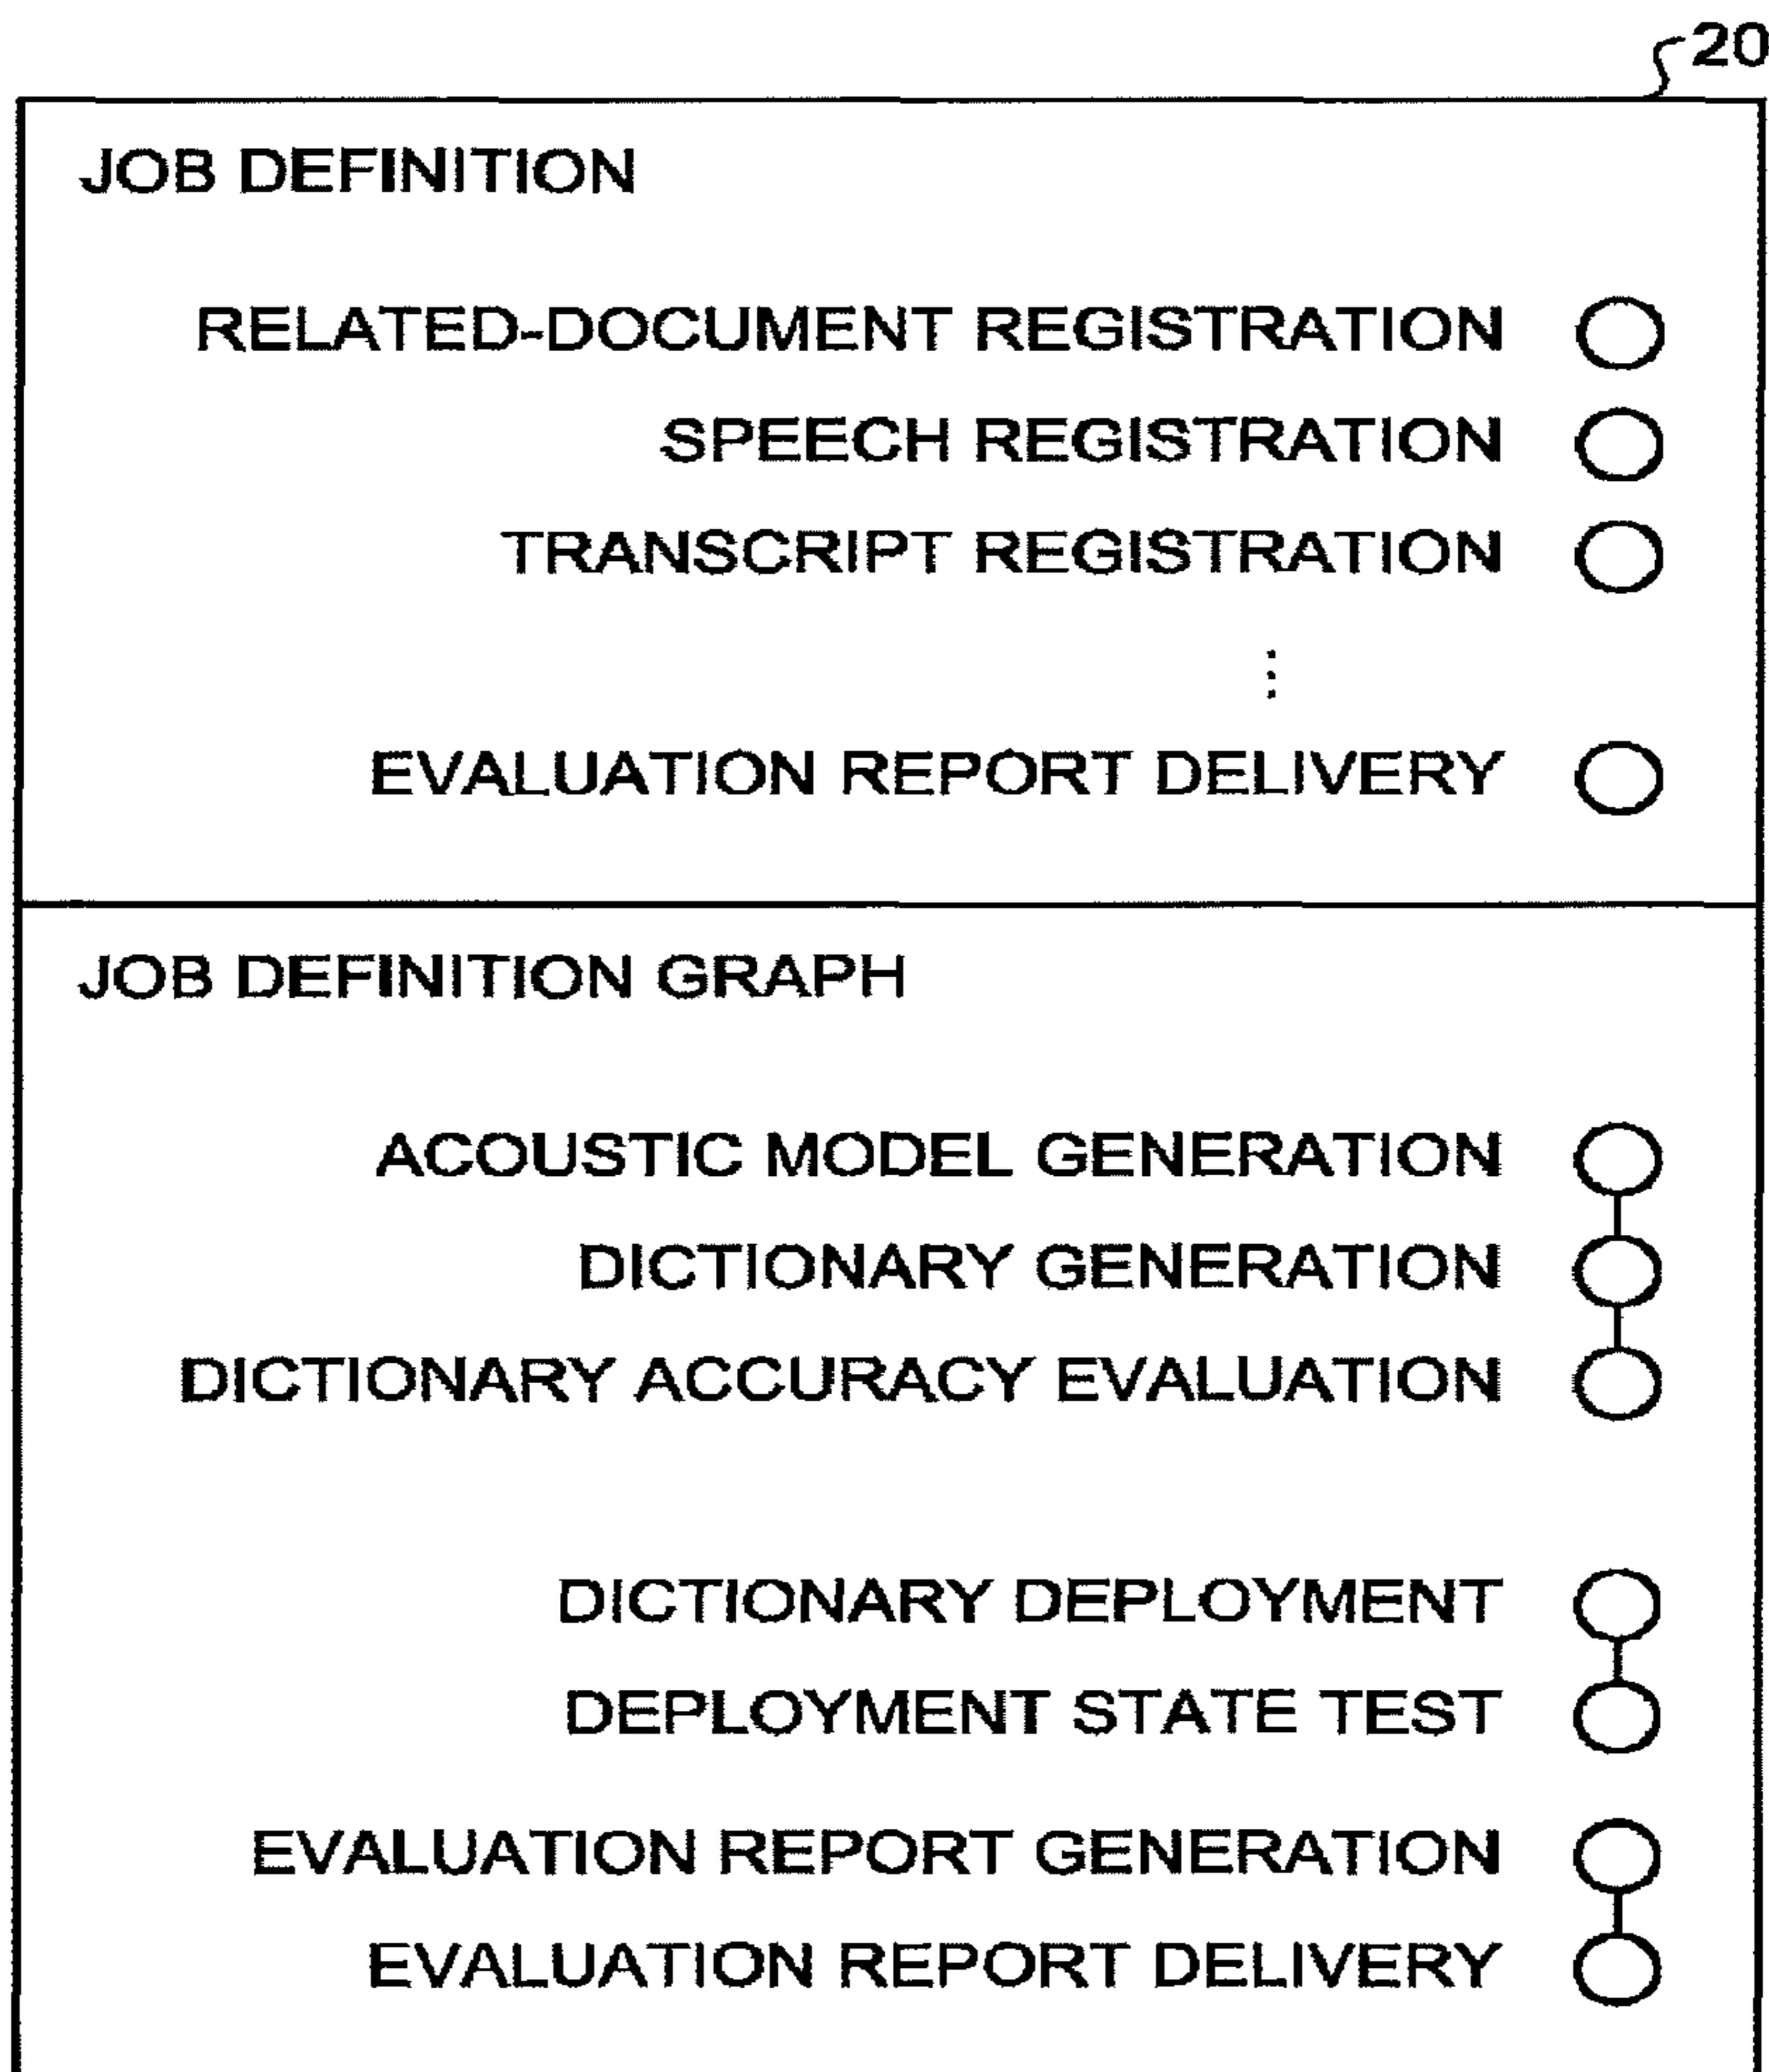 20
JOB DEFINITION
RELATED-DOCUMENT REGISTRATION
SPEECH REGISTRATION
TRANSCRIPT REGISTRATION
⋮
EVALUATION REPORT DELIVERY
JOB DEFINITION GRAPH
ACOUSTIC MODEL GENERATION
DICTIONARY GENERATION
DICTIONARY ACCURACY EVALUATION
DICTIONARY DEPLOYMENT
DEPLOYMENT STATE TEST
EVALUATION REPORT GENERATION
EVALUATION REPORT DELIVERY